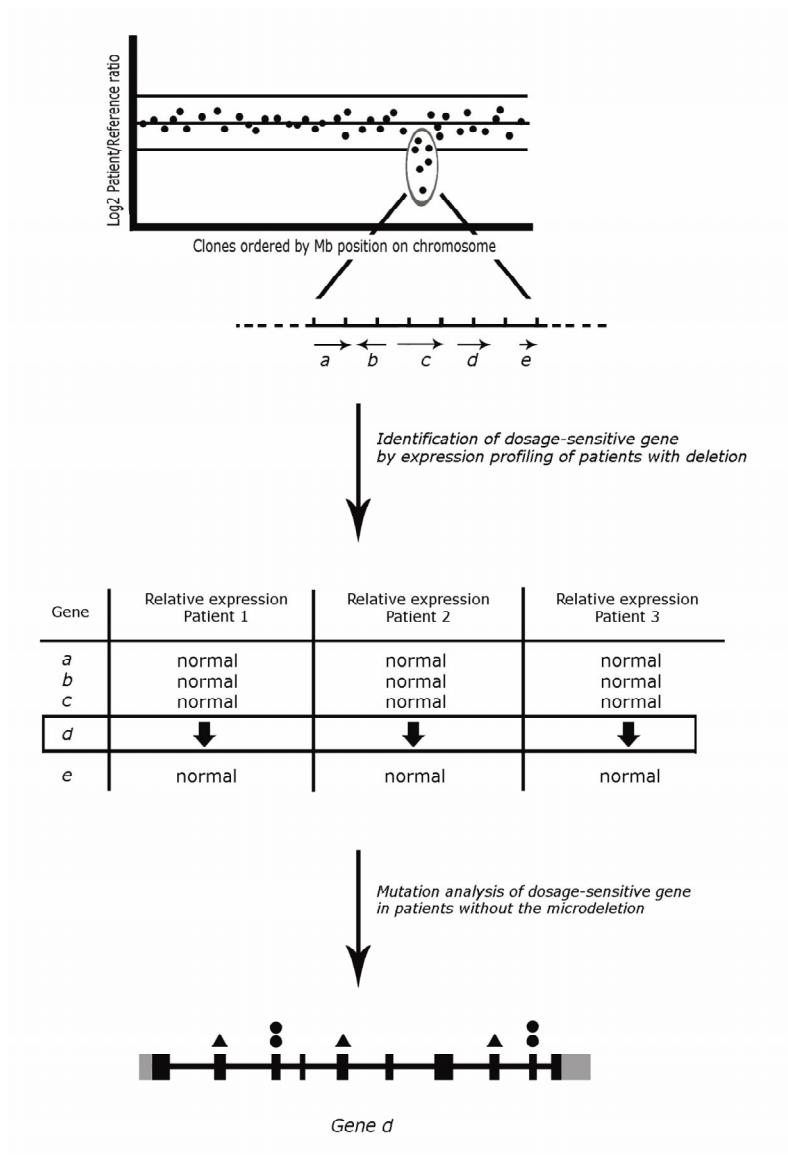 Log2 Patient/Reference ratio
Clones ordered by Mb position on chromosome
a b c d e
Identification of dosage-sensitive gene
by expression profiling of patients with deletion
Gene
Relative expression
Patient 1
Relative expression
Patient 2
Relative expression
Patient 3
a normal normal normal
b normal normal normal
c normal normal normal
d
e normal normal normal
Mutation analysis of dosage-sensitive gene
in patients without the microdeletion
Gene d